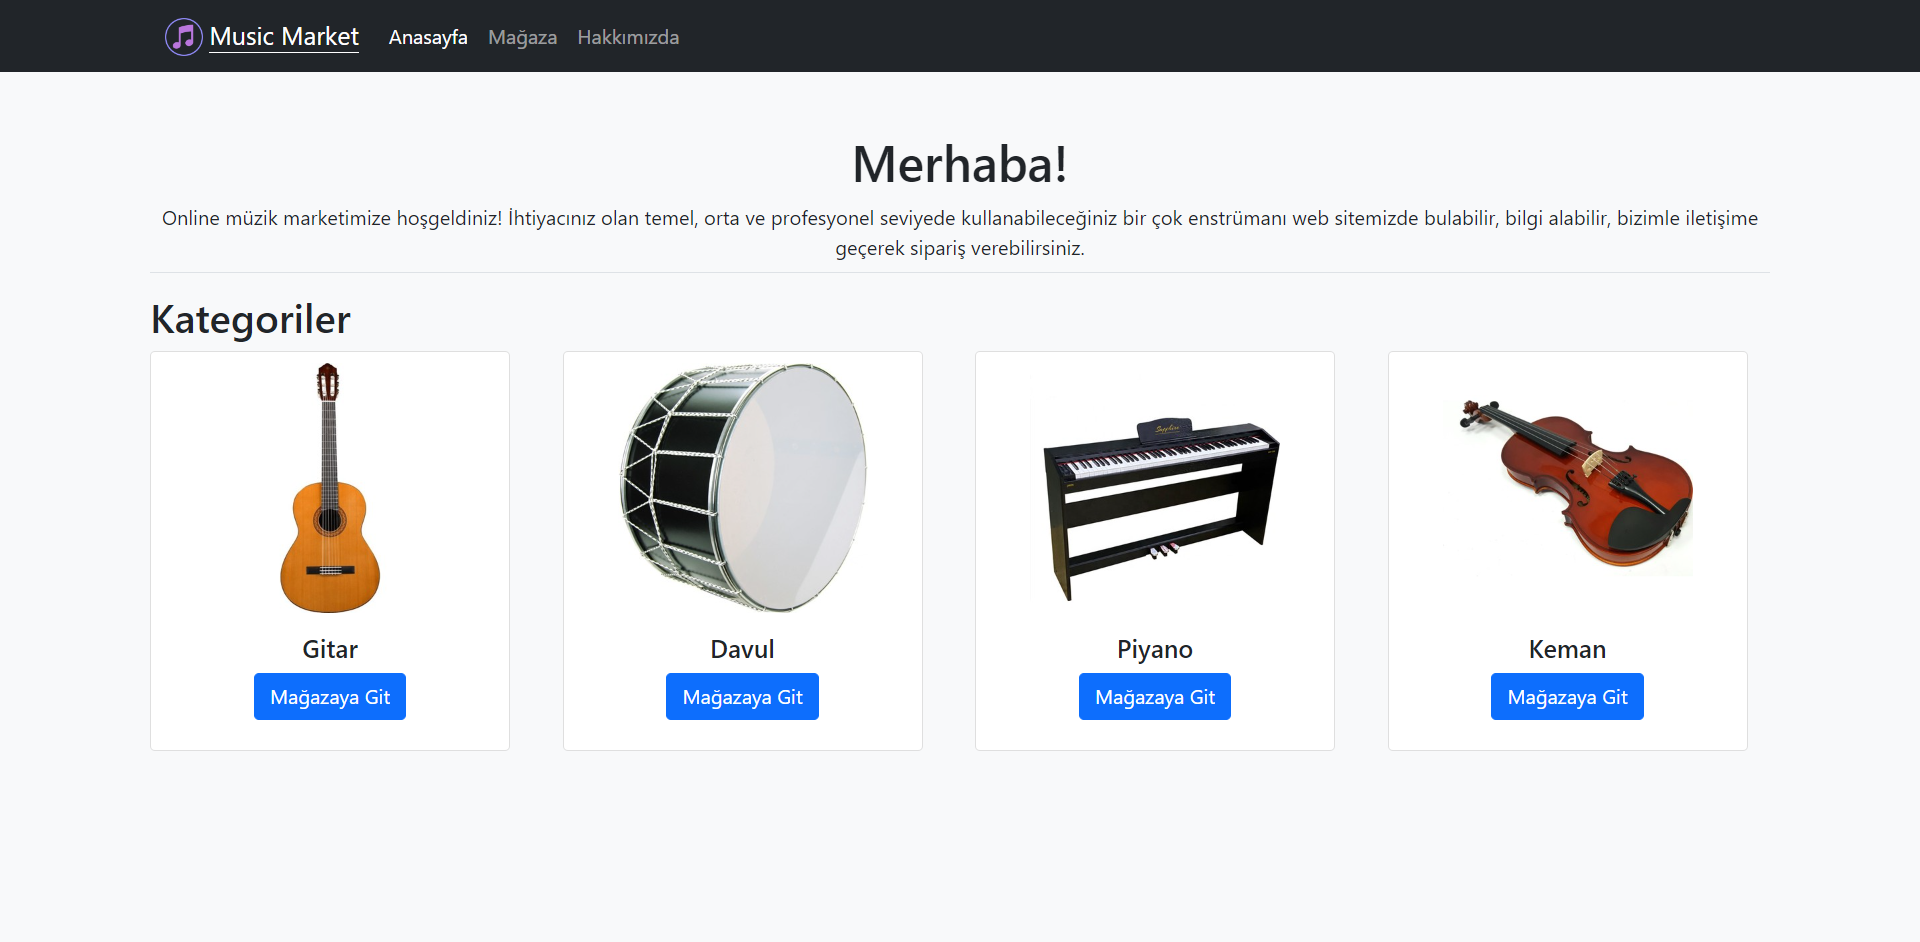 Music Market
Anasayfa Mağaza Hakkımızda
Merhaba!
Online müzik marketimize hoşgeldiniz! İhtiyacınız olan temel, orta ve profesyonel seviyede kullanabileceğiniz bir çok enstrümanı web sitemizde bulabilir, bilgi alabilir, bizimle iletişime
geçerek sipariş verebilirsiniz.
Kategoriler
Gitar
Mağazaya Git
Davul
Mağazaya Git
Sapphire
Piyano
Mağazaya Git
Keman
Mağazaya Git